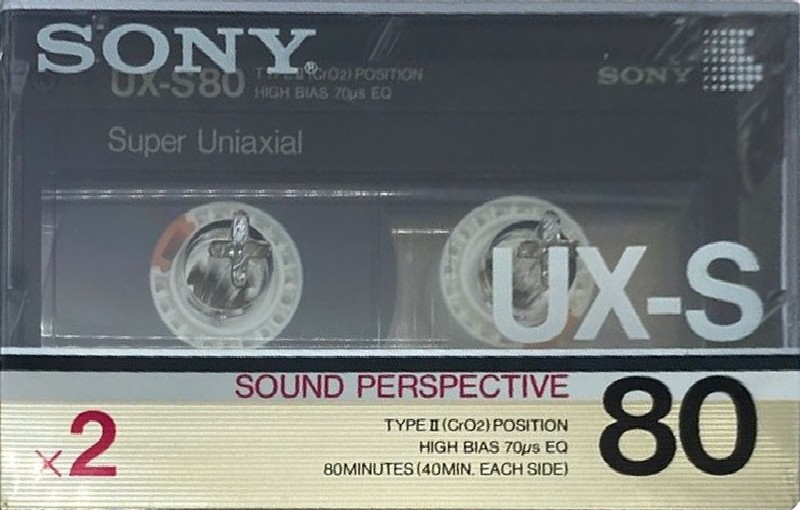 SONY®
UX-S80 TYPE II (CrO2) POSITION
HIGH BIAS 70µs EQ
SONY
Super Uniaxial
UX-S
SOUND PERSPECTIVE
80
x2
TYPE II (CrO2) POSITION
HIGH BIAS 70µs EQ
80MINUTES (40MIN. EACH SIDE)